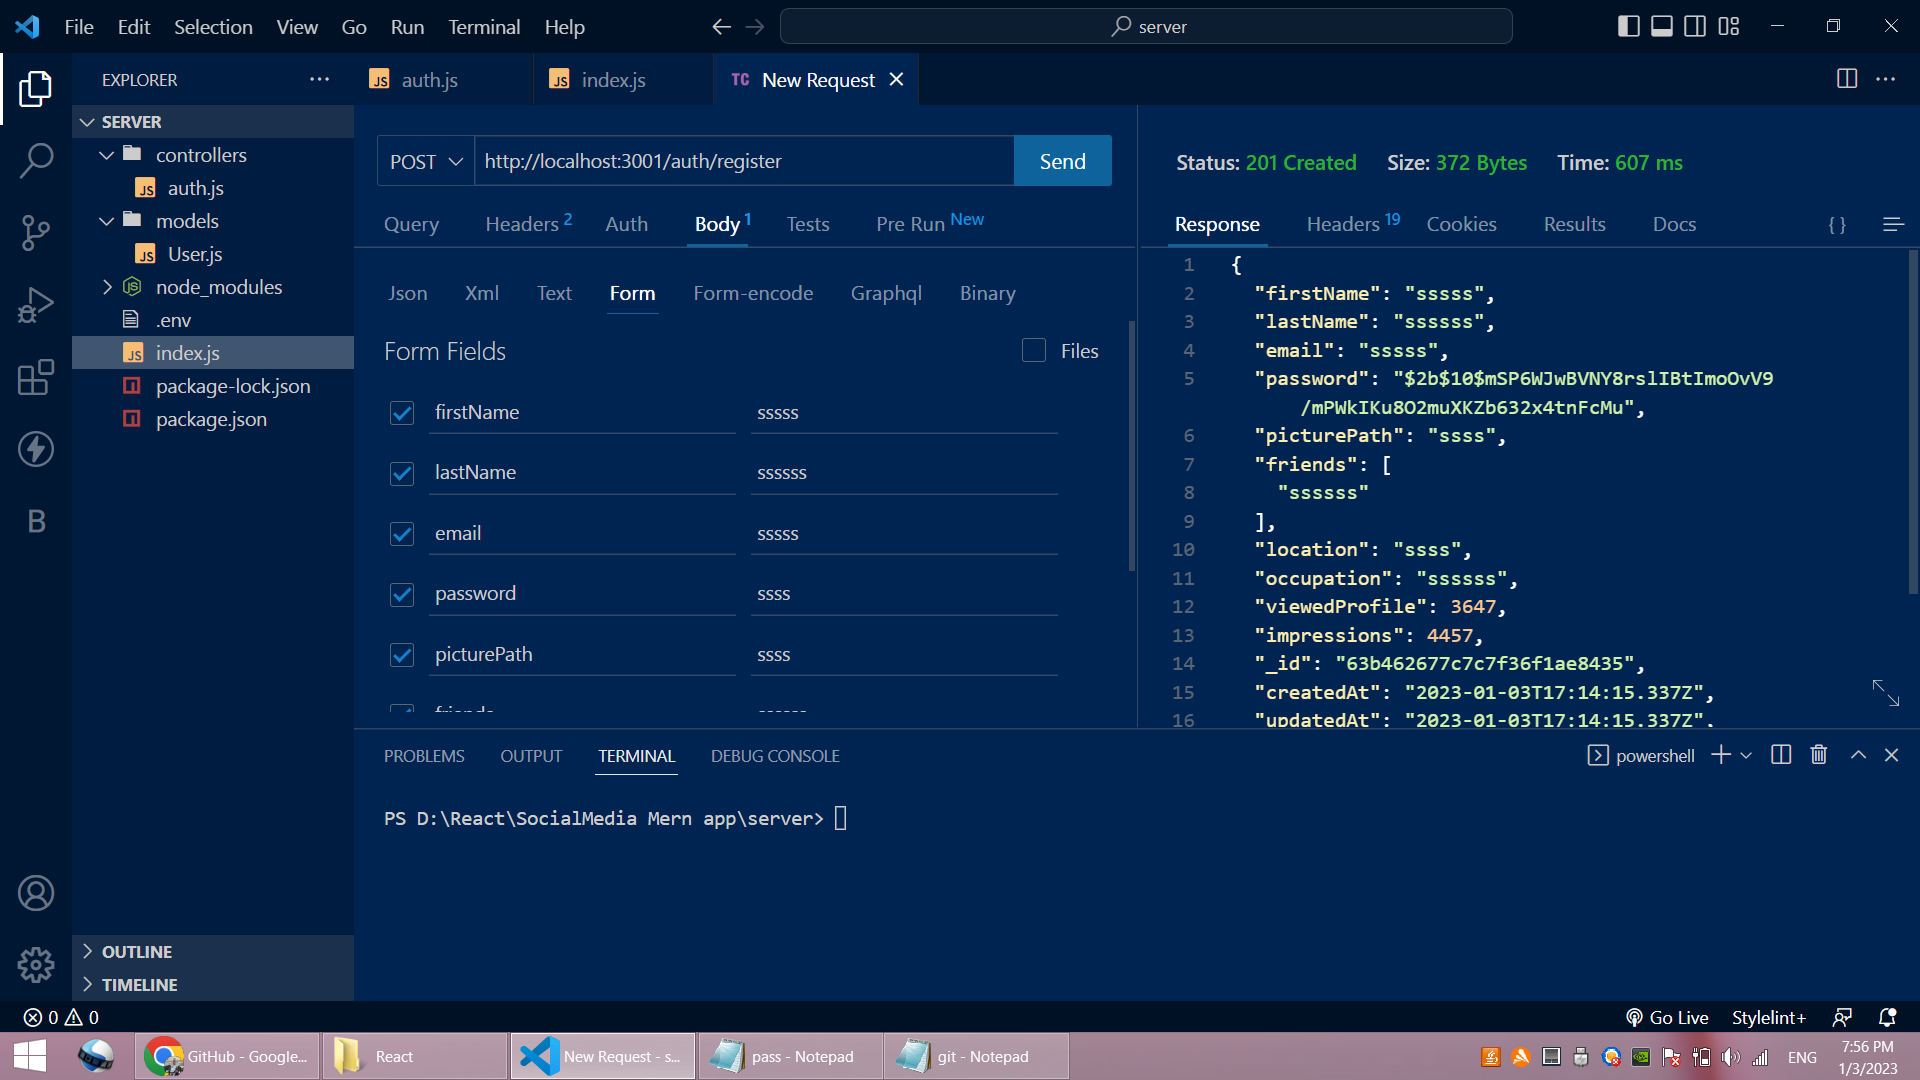 File Edit Selection View Go Run Terminal Help
server
EXPLORER
auth.js
index.js
TC New Request
SERVER
controllers
JS auth.js
models
JS User.js
node_modules
.env
JS index.js
package-lock.json
package.json
B
OUTLINE
TIMELINE
POST http://localhost:3001/auth/register Send
Query Headers 2 Auth Body 1 Tests Pre Run New
Json Xml Text Form Form-encode Graphql Binary
Form Fields Files
firstName sssss
lastName ssssss
email sssss
password ssss
picturePath ssss
friends
Status: 201 Created Size: 372 Bytes Time: 607 ms
Response Headers 19 Cookies Results Docs { }
1 {
2 "firstName": "sssss",
3 "lastName": "ssssss",
4 "email": "sssss",
5 "password": "$2b$10$mSP6WJwBVNY8rslIBtImoOvV9
/mPWkIKu8O2muXKZb632x4tnFcMu",
6 "picturePath": "ssss",
7 "friends": [
8 "ssssss"
9 ],
10 "location": "ssss",
11 "occupation": "ssssss",
12 "viewedProfile": 3647,
13 "impressions": 4457,
14 "_id": "63b462677c7c7f36f1ae8435",
15 "createdAt": "2023-01-03T17:14:15.337Z",
16 "updatedAt": "2023-01-03T17:14:15.337Z",
PROBLEMS OUTPUT TERMINAL DEBUG CONSOLE
powershell
PS D:\React\SocialMedia Mern app\server>
0 0
Go Live Stylelint+
GitHub - Google...
React
New Request - s...
pass - Notepad
git - Notepad
ENG
7:56 PM
1/3/2023